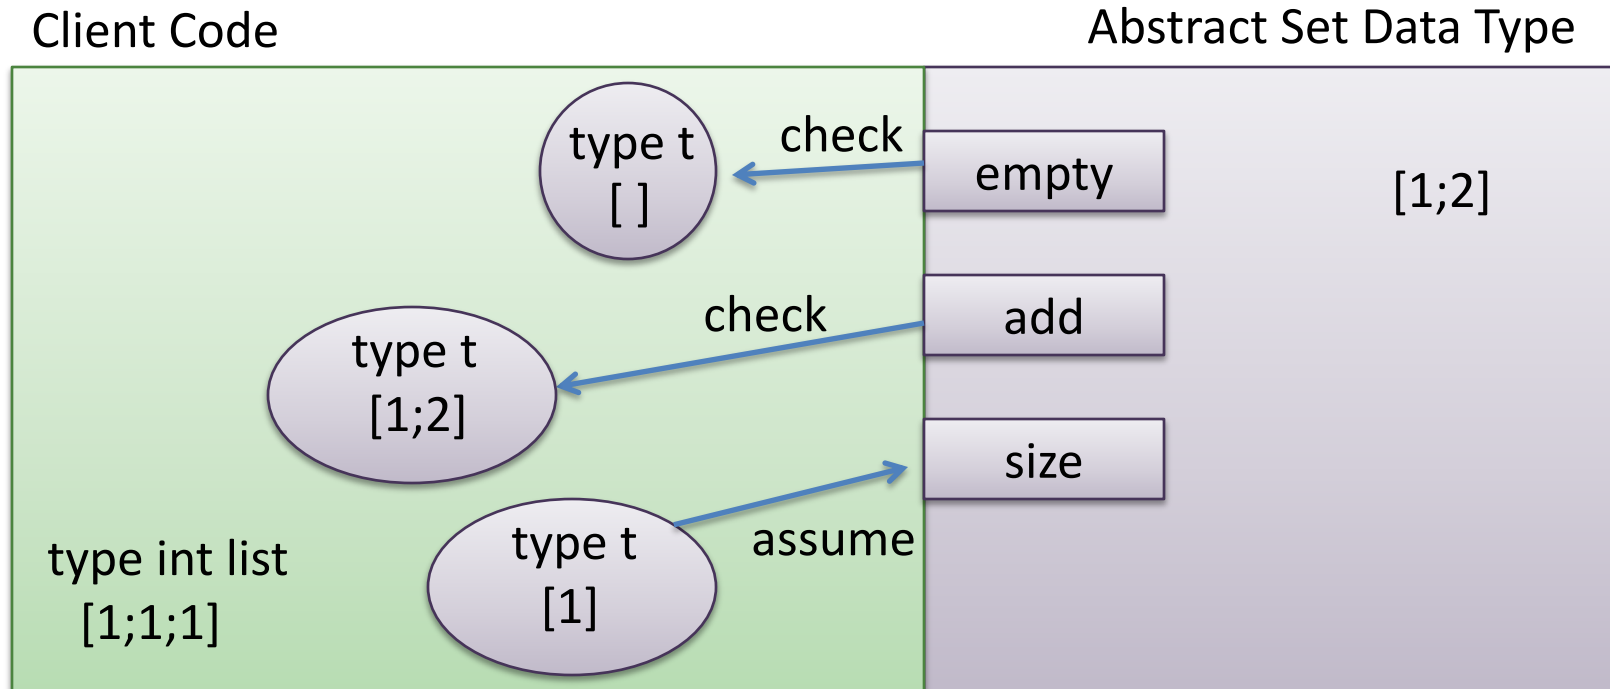 Client Code
Abstract Set Data Type
type t
[ ]
check
empty
[1;2]
check
add
type t
[1;2]
size
assume
type t
[1]
type int list
[1;1;1]